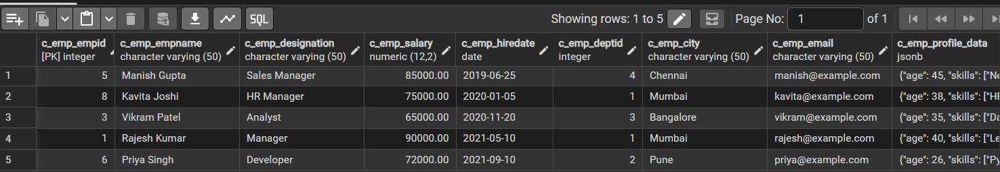 SQL Showing rows: 1 to 5 Page No: 1 of 1
c_emp_empid c_emp_empname c_emp_designation c_emp_salary c_emp_hiredate c_emp_deptid c_emp_city c_emp_email c_emp_profile_data
[PK] integer character varying (50) character varying (50) numeric (12,2) date integer character varying (50) character varying (50) jsonb
1 5 Manish Gupta Sales Manager 85000.00 2019-06-25 4 Chennai manish@example.com {"age": 45, "skills": ["Ne
2 8 Kavita Joshi HR Manager 75000.00 2020-01-05 1 Mumbai kavita@example.com {"age": 38, "skills": ["HR
3 3 Vikram Patel Analyst 65000.00 2020-11-20 3 Bangalore vikram@example.com {"age": 35, "skills": ["Da
4 1 Rajesh Kumar Manager 90000.00 2021-05-10 1 Mumbai rajesh@example.com {"age": 40, "skills": ["Le
5 6 Priya Singh Developer 72000.00 2021-09-10 2 Pune priya@example.com {"age": 26, "skills": ["Py